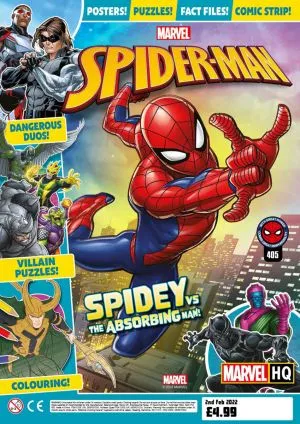 POSTERS! PUZZLES! FACT FILES! COMIC STRIP!
MARVEL
SPIDER-MAN
DANGEROUS
DUOS!
VILLAIN
PUZZLES!
405
SPIDEY VS
THE ABSORBING MAN!
COLOURING!
MARVEL
MARVEL HQ
2nd Feb 2022
£4.99